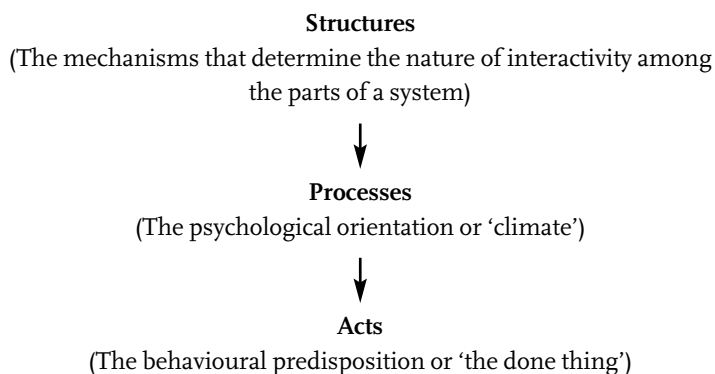 Structures
(The mechanisms that determine the nature of interactivity among
the parts of a system)
Processes
(The psychological orientation or ‘climate’)
Acts
(The behavioural predisposition or ‘the done thing’)